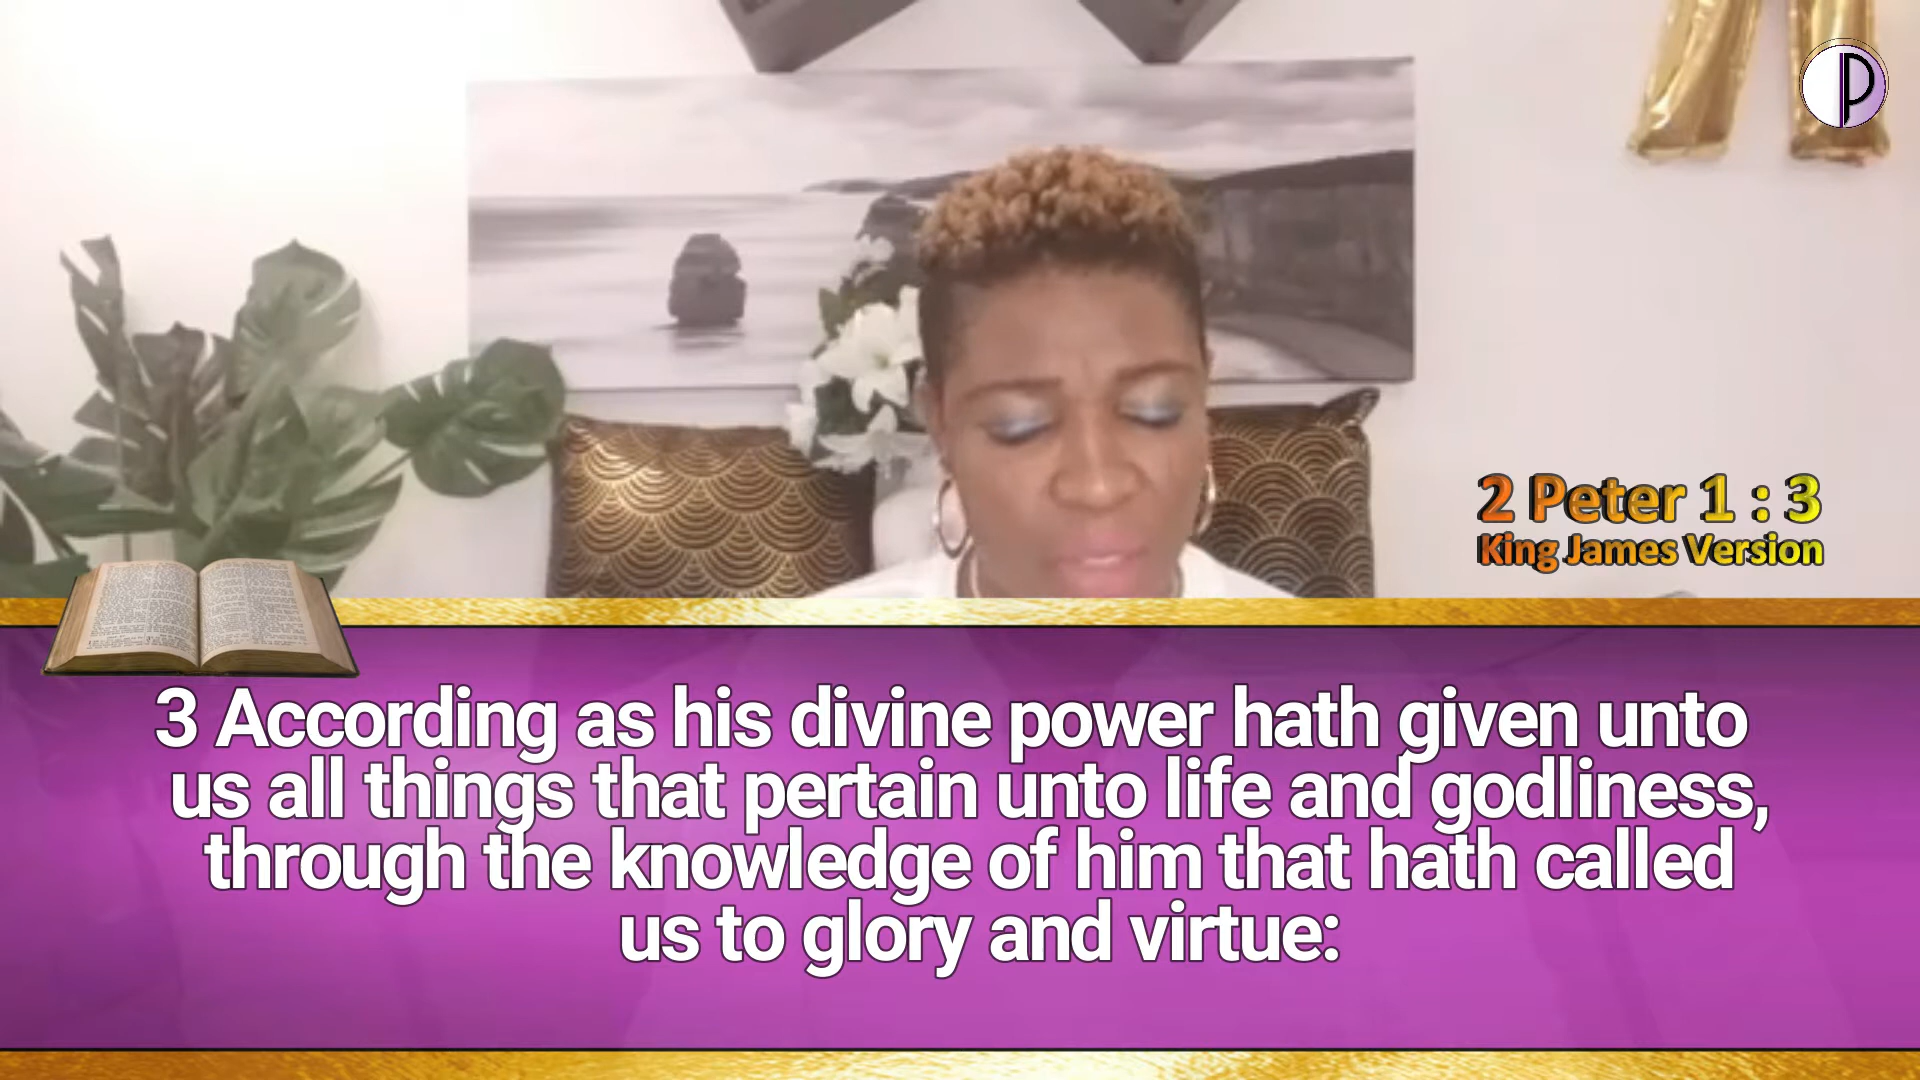 2 Peter 1 : 3
King James Version
3 According as his divine power hath given unto
us all things that pertain unto life and godliness,
through the knowledge of him that hath called
us to glory and virtue:
P